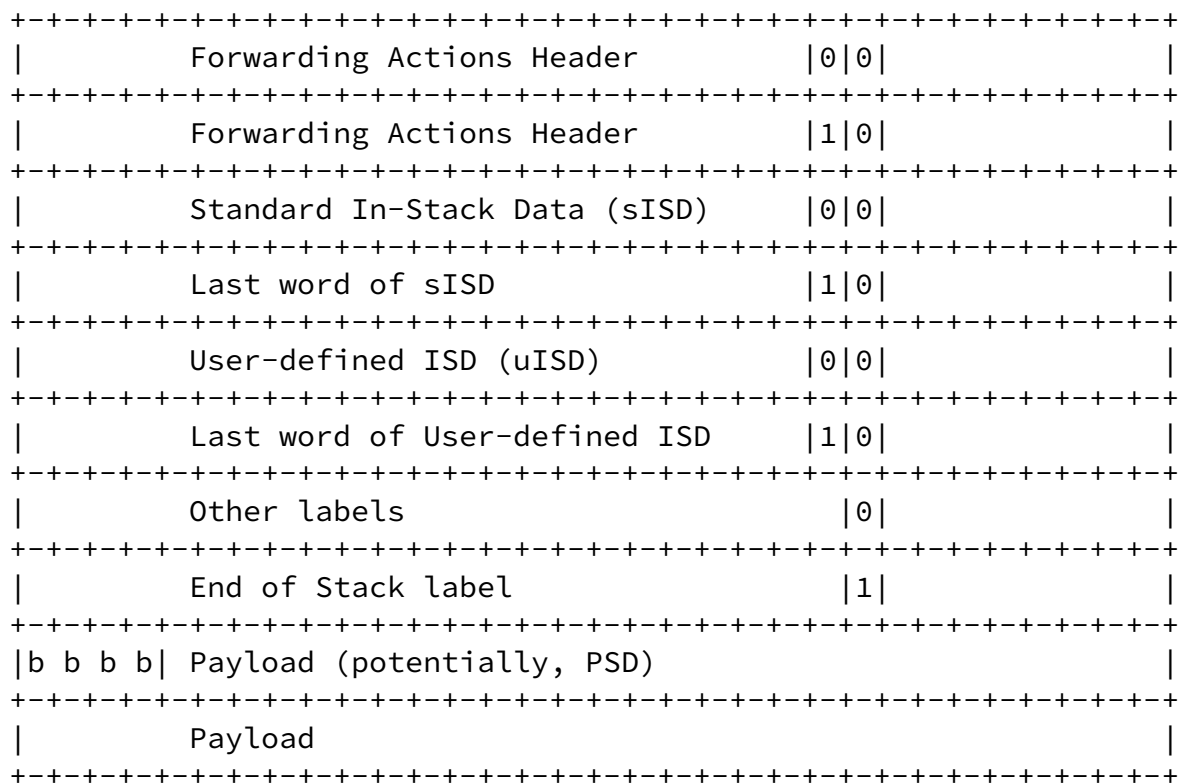 +-+-+-+-+-+-+-+-+-+-+-+-+-+-+-+-+-+-+-+-+-+-+-+-+-+-+-+-+-+-+-+-+
|         Forwarding Actions Header         |0|0|               |
+-+-+-+-+-+-+-+-+-+-+-+-+-+-+-+-+-+-+-+-+-+-+-+-+-+-+-+-+-+-+-+-+
|         Forwarding Actions Header         |1|0|               |
+-+-+-+-+-+-+-+-+-+-+-+-+-+-+-+-+-+-+-+-+-+-+-+-+-+-+-+-+-+-+-+-+
|         Standard In-Stack Data (sISD)     |0|0|               |
+-+-+-+-+-+-+-+-+-+-+-+-+-+-+-+-+-+-+-+-+-+-+-+-+-+-+-+-+-+-+-+-+
|         Last word of sISD                 |1|0|               |
+-+-+-+-+-+-+-+-+-+-+-+-+-+-+-+-+-+-+-+-+-+-+-+-+-+-+-+-+-+-+-+-+
|         User-defined ISD (uISD)           |0|0|               |
+-+-+-+-+-+-+-+-+-+-+-+-+-+-+-+-+-+-+-+-+-+-+-+-+-+-+-+-+-+-+-+-+
|         Last word of User-defined ISD     |1|0|               |
+-+-+-+-+-+-+-+-+-+-+-+-+-+-+-+-+-+-+-+-+-+-+-+-+-+-+-+-+-+-+-+-+
|         Other labels                        |0|               |
+-+-+-+-+-+-+-+-+-+-+-+-+-+-+-+-+-+-+-+-+-+-+-+-+-+-+-+-+-+-+-+-+
|         End of Stack label                  |1|               |
+-+-+-+-+-+-+-+-+-+-+-+-+-+-+-+-+-+-+-+-+-+-+-+-+-+-+-+-+-+-+-+-+
|b b b b| Payload (potentially, PSD)                            |
+-+-+-+-+-+-+-+-+-+-+-+-+-+-+-+-+-+-+-+-+-+-+-+-+-+-+-+-+-+-+-+-+
|         Payload                                               |
+-+-+-+-+-+-+-+-+-+-+-+-+-+-+-+-+-+-+-+-+-+-+-+-+-+-+-+-+-+-+-+-+